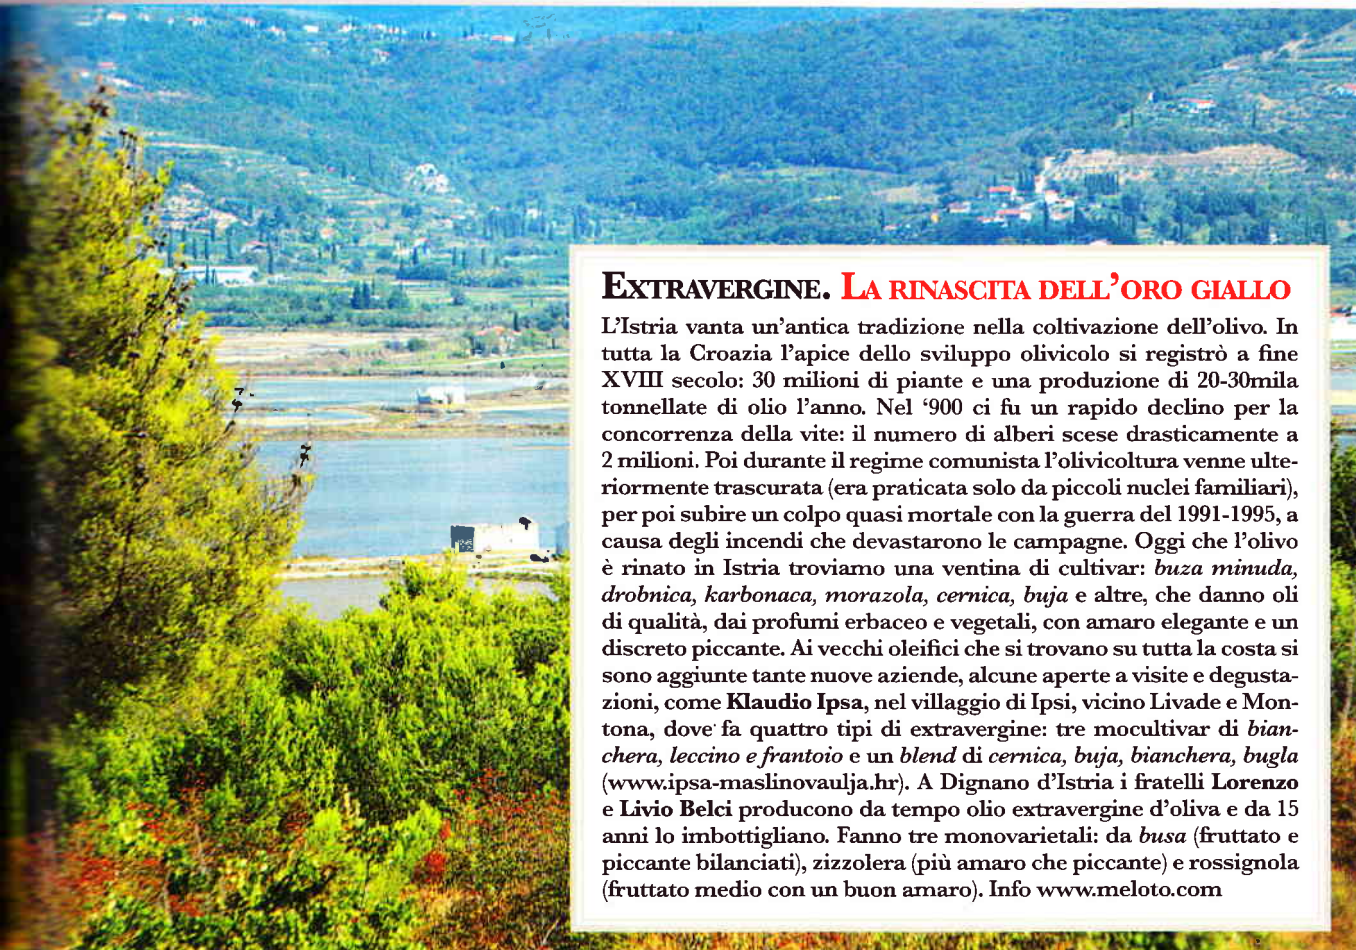 EXTRAVERGINE. LA RINASCITA DELL'ORO GIALLO
L'Istria vanta un'antica tradizione nella coltivazione dell'olivo. In
tutta la Croazia l'apice dello sviluppo olivicolo si registrò a fine
XVIII secolo: 30 milioni di piante e una produzione di 20-30mila
tonnellate di olio l'anno. Nel ‘900 ci fu un rapido declino per la
concorrenza della vite: il numero di alberi scese drasticamente a
2 milioni. Poi durante il regime comunista l'olivicoltura venne ulte-
riormente trascurata (era praticata solo da piccoli nuclei familiari),
per poi subire un colpo quasi mortale con la guerra del 1991-1995, a
causa degli incendi che devastarono le campagne. Oggi che l'olivo
è rinato in Istria troviamo una ventina di cultivar: buza minuda,
drobnica, karbonaca, morazola, cernica, buja e altre, che danno oli
di qualità, dai profumi erbaceo e vegetali, con amaro elegante e un
discreto piccante. Ai vecchi oleifici che si trovano su tutta la costa si
sono aggiunte tante nuove aziende, alcune aperte a visite e degusta-
zioni, come Klaudio Ipsa, nel villaggio di Ipsi, vicino Livade e Mon-
tona, dove fa quattro tipi di extravergine: tre mocultivar di bian-
chera, leccino e frantoio e un blend di cernica, buja, bianchera, bugla
(www.ipsa-maslinovaulja.hr). A Dignano d'Istria i fratelli Lorenzo
e Livio Belci producono da tempo olio extravergine d'oliva e da 15
anni lo imbottigliano. Fanno tre monovarietali: da busa (fruttato e
piccante bilanciati), zizzolera (più amaro che piccante) e rossignola
(fruttato medio con un buon amaro). Info www.meloto.com